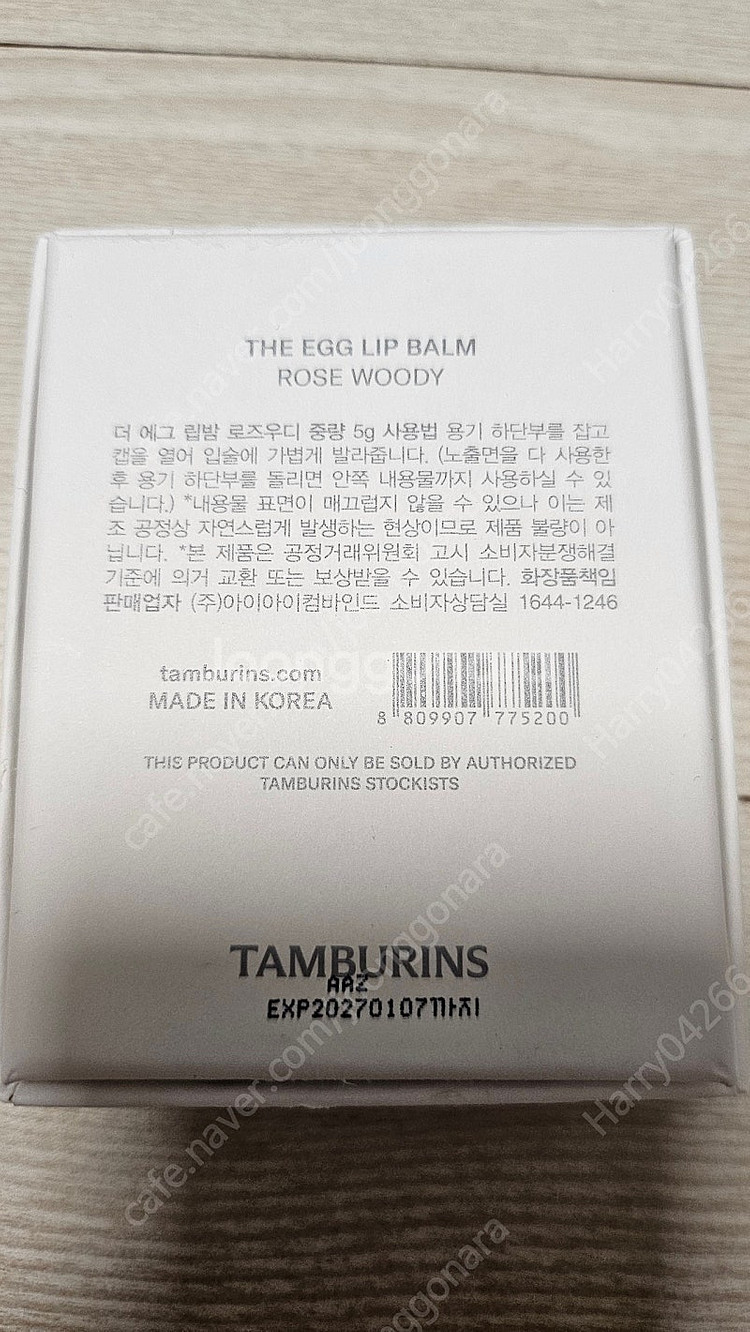 THE EGG LIP BALM
ROSE WOODY
더 에그 립밤 로즈우디 중량 5g 사용법 용기 하단부를 잡고
캡을 열어 입술에 가볍게 발라줍니다. (노출면을 다 사용한
후 용기 하단부를 돌리면 안쪽 내용물까지 사용하실 수 있
습니다.) *내용물 표면이 매끄럽지 않을 수 있으나 이는 제
조 공정상 자연스럽게 발생하는 현상이므로 제품 불량이 아
닙니다. *본 제품은 공정거래위원회 고시 소비자분쟁해결
기준에 의거 교환 또는 보상받을 수 있습니다. 화장품책임
판매업자 (주)아이아이컴바인드 소비자상담실 1644-1246
tamburins.com
MADE IN KOREA
8 809907 775200
THIS PRODUCT CAN ONLY BE SOLD BY AUTHORIZED
TAMBURINS STOCKISTS
TAMBURINS
AAZ
EXP20270107까지
cafe.naver.com/joonggonara
Harry04266
cafe.naver.com/joonggonara
Harry04266